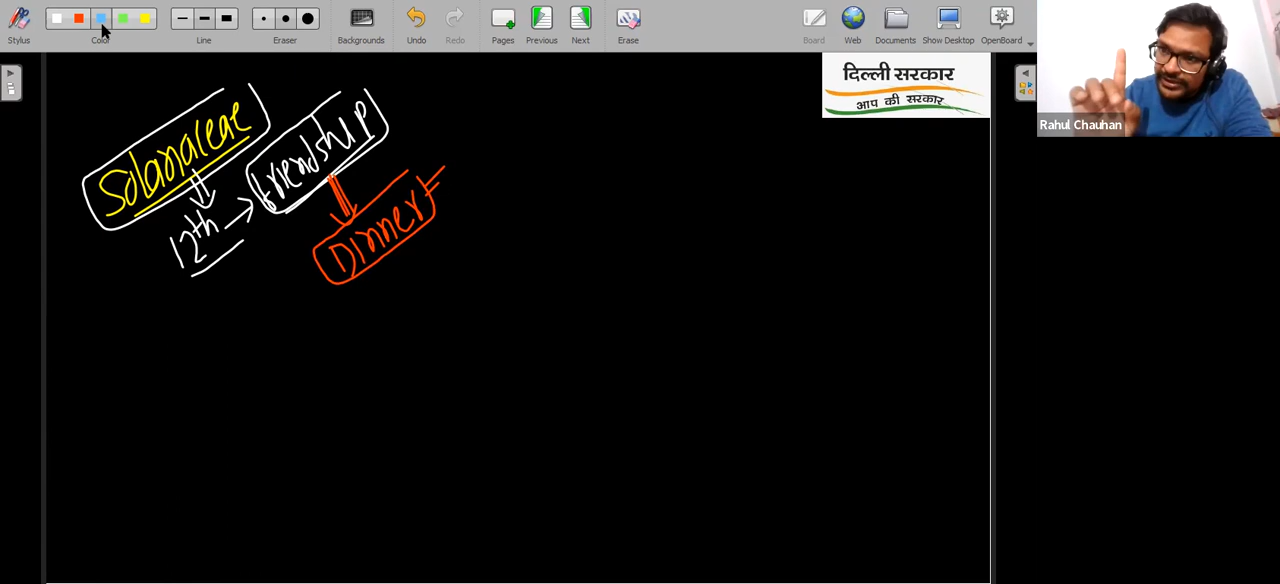 Stylus
Color
Line
Eraser
Backgrounds
Undo
Redo
Pages
Previous
Next
Erase
Board
Web
Documents
Show Desktop
OpenBoard
Rahul Chauhan
दिल्ली सरकार
आप की सरकार
Solanaceae
12th → friendship
Dinner